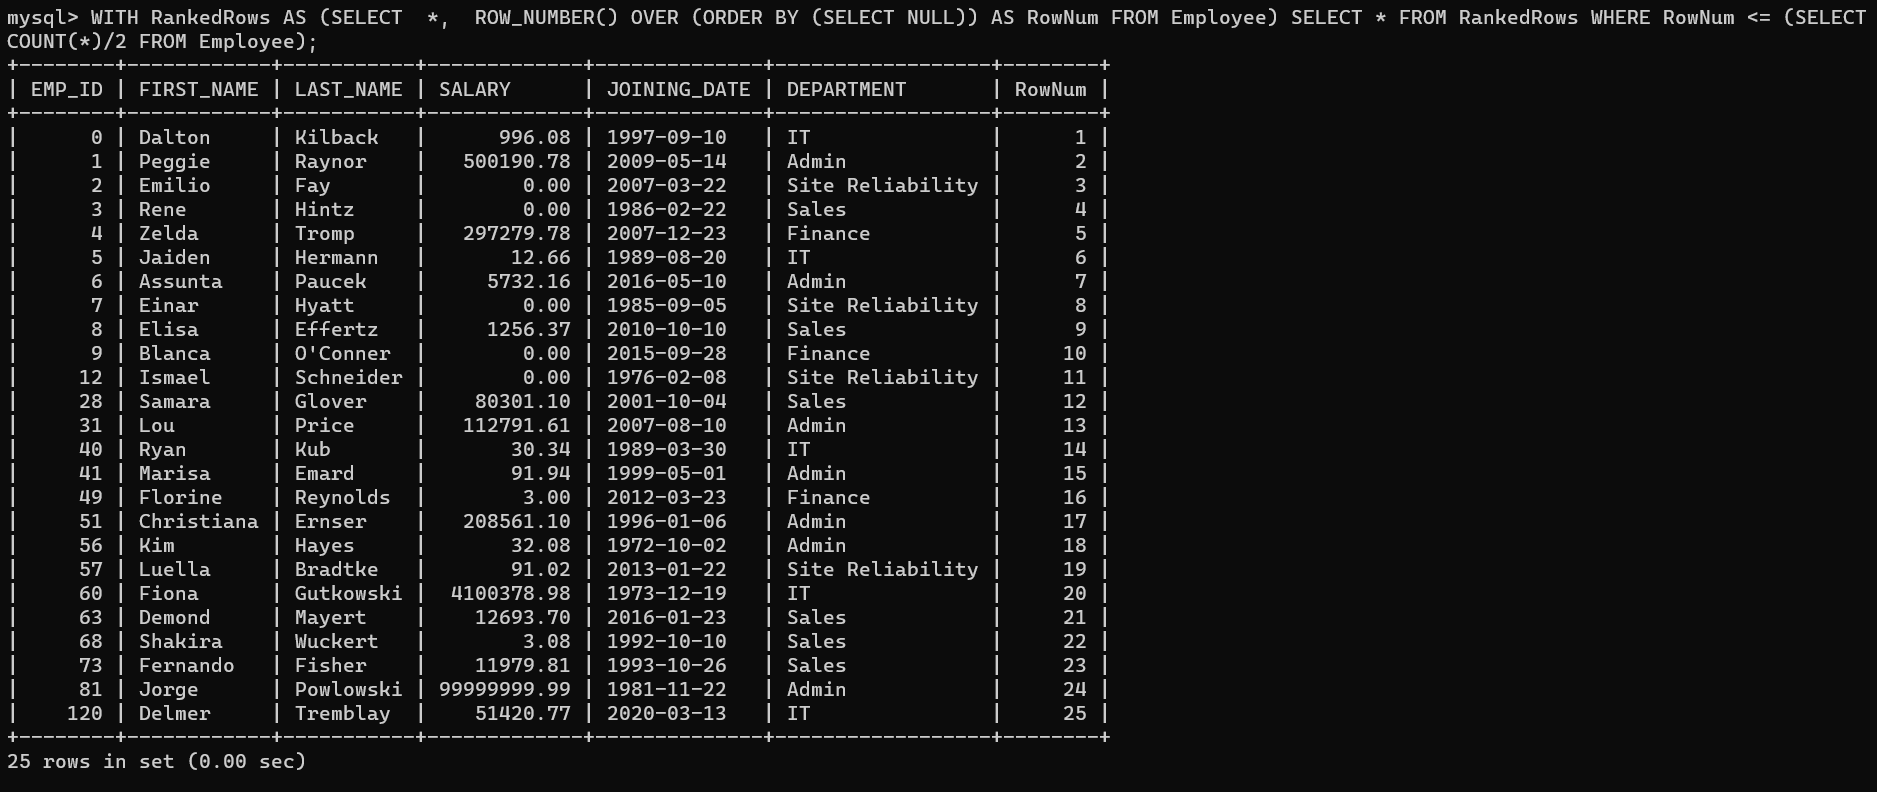 mysql> WITH RankedRows AS (SELECT  *,  ROW_NUMBER() OVER (ORDER BY (SELECT NULL)) AS RowNum FROM Employee) SELECT * FROM RankedRows WHERE RowNum <= (SELECT
COUNT(*)/2 FROM Employee);
+--------+------------+-----------+-------------+--------------+------------------+--------+
| EMP_ID | FIRST_NAME | LAST_NAME | SALARY      | JOINING_DATE | DEPARTMENT       | RowNum |
+--------+------------+-----------+-------------+--------------+------------------+--------+
|      0 | Dalton     | Kilback   |      996.08 | 1997-09-10   | IT               |      1 |
|      1 | Peggie     | Raynor    |   500190.78 | 2009-05-14   | Admin            |      2 |
|      2 | Emilio     | Fay       |        0.00 | 2007-03-22   | Site Reliability |      3 |
|      3 | Rene       | Hintz     |        0.00 | 1986-02-22   | Sales            |      4 |
|      4 | Zelda      | Tromp     |   297279.78 | 2007-12-23   | Finance          |      5 |
|      5 | Jaiden     | Hermann   |       12.66 | 1989-08-20   | IT               |      6 |
|      6 | Assunta    | Paucek    |     5732.16 | 2016-05-10   | Admin            |      7 |
|      7 | Einar      | Hyatt     |        0.00 | 1985-09-05   | Site Reliability |      8 |
|      8 | Elisa      | Effertz   |     1256.37 | 2010-10-10   | Sales            |      9 |
|      9 | Blanca     | O'Conner  |        0.00 | 2015-09-28   | Finance          |     10 |
|     12 | Ismael     | Schneider |        0.00 | 1976-02-08   | Site Reliability |     11 |
|     28 | Samara     | Glover    |    80301.10 | 2001-10-04   | Sales            |     12 |
|     31 | Lou        | Price     |   112791.61 | 2007-08-10   | Admin            |     13 |
|     40 | Ryan       | Kub       |       30.34 | 1989-03-30   | IT               |     14 |
|     41 | Marisa     | Emard     |       91.94 | 1999-05-01   | Admin            |     15 |
|     49 | Florine    | Reynolds  |        3.00 | 2012-03-23   | Finance          |     16 |
|     51 | Christiana | Ernser    |   208561.10 | 1996-01-06   | Admin            |     17 |
|     56 | Kim        | Hayes     |       32.08 | 1972-10-02   | Admin            |     18 |
|     57 | Luella     | Bradtke   |       91.02 | 2013-01-22   | Site Reliability |     19 |
|     60 | Fiona      | Gutkowski |  4100378.98 | 1973-12-19   | IT               |     20 |
|     63 | Demond     | Mayert    |    12693.70 | 2016-01-23   | Sales            |     21 |
|     68 | Shakira    | Wuckert   |        3.08 | 1992-10-10   | Sales            |     22 |
|     73 | Fernando   | Fisher    |    11979.81 | 1993-10-26   | Sales            |     23 |
|     81 | Jorge      | Powlowski | 99999999.99 | 1981-11-22   | Admin            |     24 |
|    120 | Delmer     | Tremblay  |    51420.77 | 2020-03-13   | IT               |     25 |
+--------+------------+-----------+-------------+--------------+------------------+--------+
25 rows in set (0.00 sec)